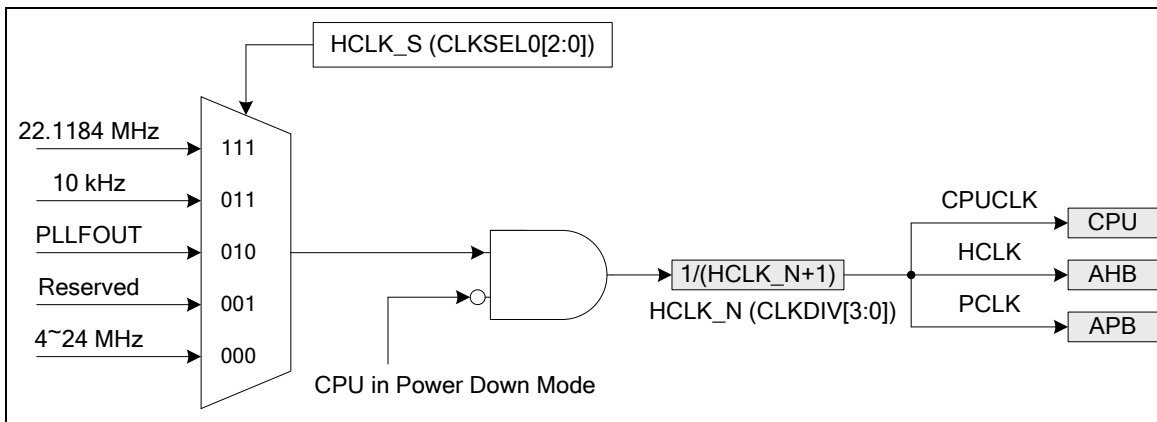 HCLK_S (CLKSEL0[2:0])
22.1184 MHz
111
10 kHz
011
PLLFOUT
010
Reserved
001
4~24 MHz
000
CPU in Power Down Mode
1/(HCLK_N+1)
HCLK_N (CLKDIV[3:0])
CPUCLK
CPU
HCLK
AHB
PCLK
APB